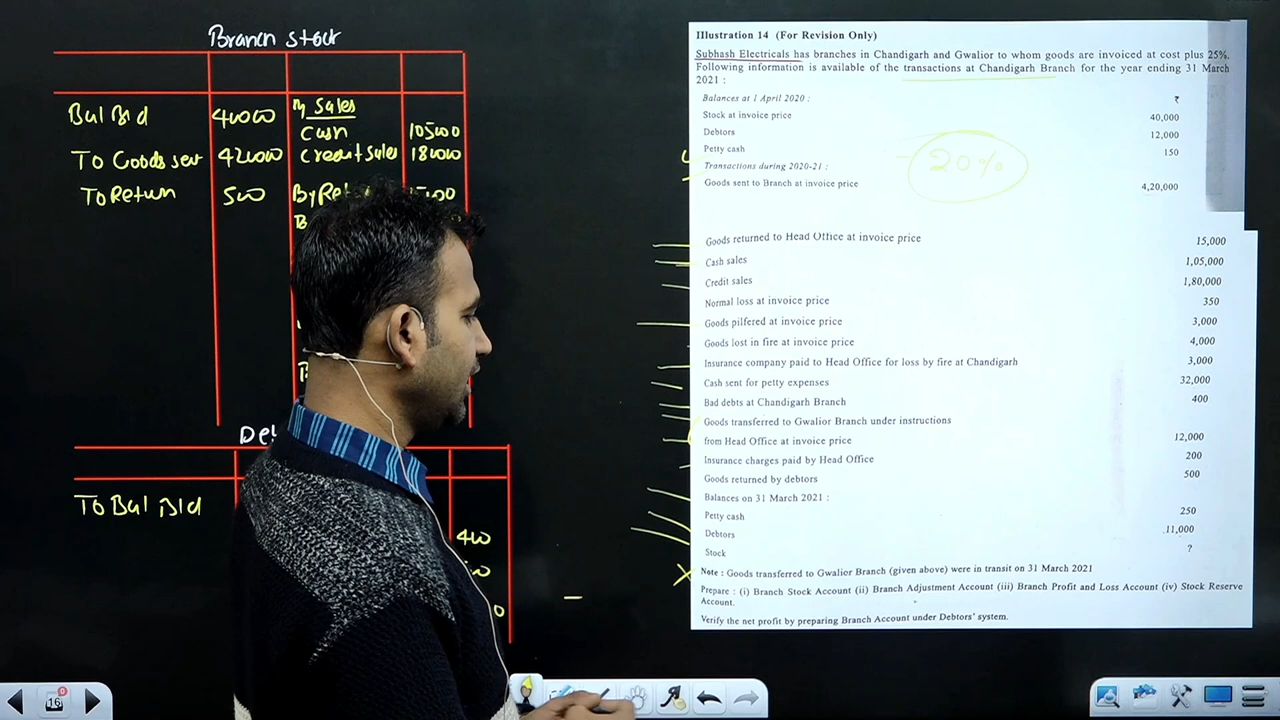 Branch Stock
Bal B/d 40000 By Sales
Cash 105000
To Goods sent 420000 Credit Sales 180000
To Return 500 By Re
B
B
De
To Bal B/d
400
20%
Illustration 14 (For Revision Only)
Subhash Electricals has branches in Chandigarh and Gwalior to whom goods are invoiced at cost plus 25%.
Following information is available of the transactions at Chandigarh Branch for the year ending 31 March
2021 :
Balances at 1 April 2020 : ₹
Stock at invoice price 40,000
Debtors 12,000
Petty cash 150
Transactions during 2020-21 :
Goods sent to Branch at invoice price 4,20,000
Goods returned to Head Office at invoice price 15,000
Cash sales 1,05,000
Credit sales 1,80,000
Normal loss at invoice price 350
Goods pilfered at invoice price 3,000
Goods lost in fire at invoice price 4,000
Insurance company paid to Head Office for loss by fire at Chandigarh 3,000
Cash sent for petty expenses 32,000
Bad debts at Chandigarh Branch 400
Goods transferred to Gwalior Branch under instructions
from Head Office at invoice price 12,000
Insurance charges paid by Head Office 200
Goods returned by debtors 500
Balances on 31 March 2021 :
Petty cash 250
Debtors 11,000
Stock ?
Note : Goods transferred to Gwalior Branch (given above) were in transit on 31 March 2021
Prepare : (i) Branch Stock Account (ii) Branch Adjustment Account (iii) Branch Profit and Loss Account (iv) Stock Reserve
Account.
Verify the net profit by preparing Branch Account under Debtors' system.
16
0